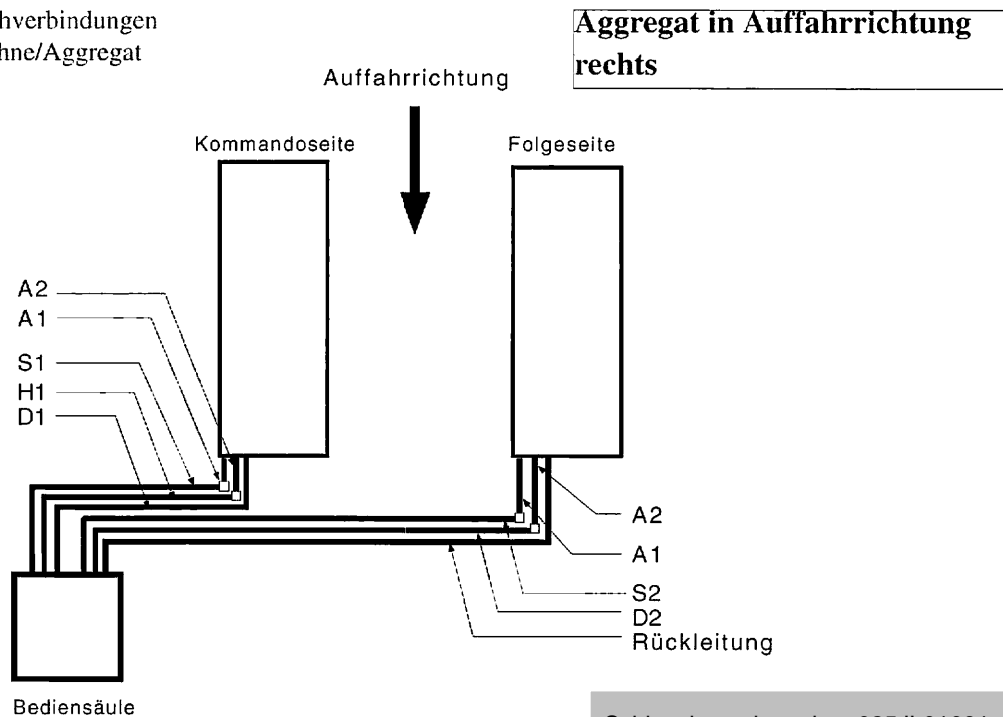 hverbindungen
hne/Aggregat
Aggregat in Auffahrrichtung
rechts
Auffahrrichtung
Kommandoseite
Folgeseite
A2
A1
S1
H1
D1
A2
A1
S2
D2
Rückleitung
Bediensäule